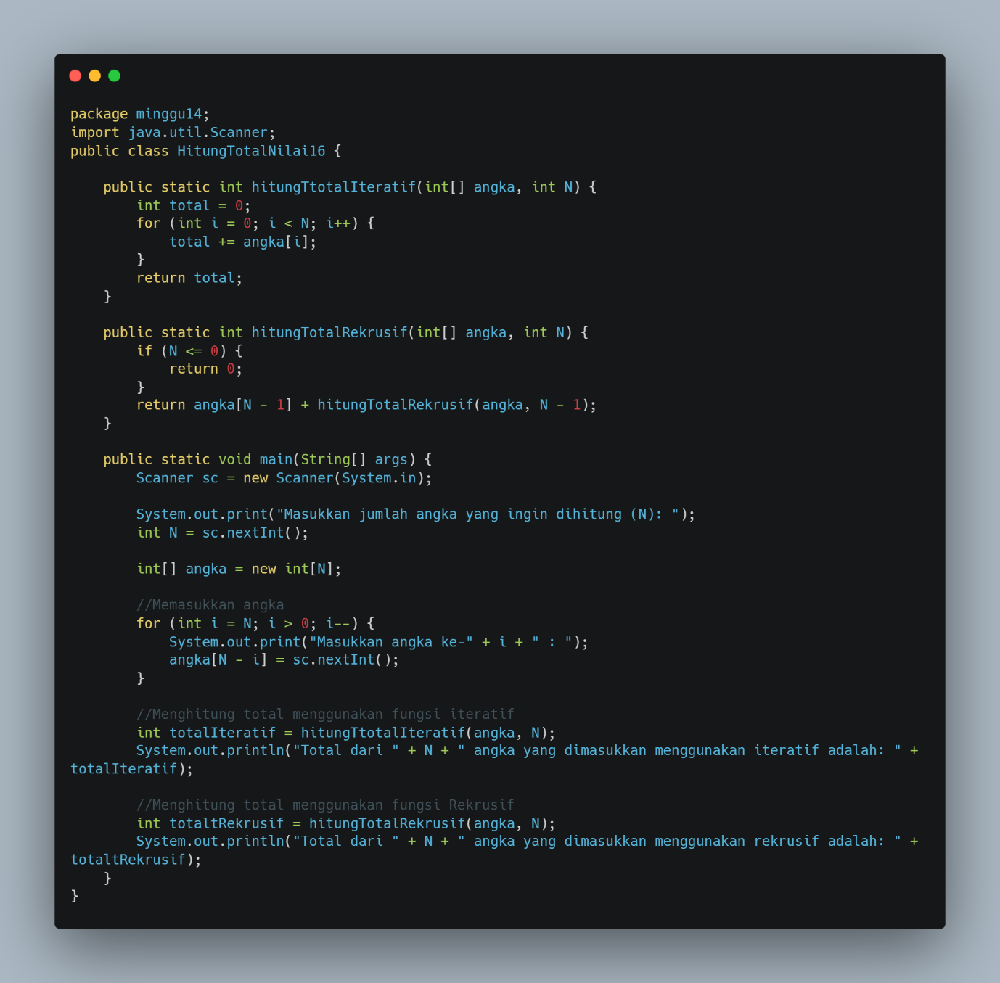 package minggu14;
import java.util.Scanner;
public class HitungTotalNilai16 {
    public static int hitungTtotalIteratif(int[] angka, int N) {
        int total = 0;
        for (int i = 0; i < N; i++) {
            total += angka[i];
        }
        return total;
    }
    public static int hitungTotalRekrusif(int[] angka, int N) {
        if (N <= 0) {
            return 0;
        }
        return angka[N - 1] + hitungTotalRekrusif(angka, N - 1);
    }
    public static void main(String[] args) {
        Scanner sc = new Scanner(System.in);
        System.out.print("Masukkan jumlah angka yang ingin dihitung (N): ");
        int N = sc.nextInt();
        int[] angka = new int[N];
        //Memasukkan angka
        for (int i = N; i > 0; i--) {
            System.out.print("Masukkan angka ke-" + i + " : ");
            angka[N - i] = sc.nextInt();
        }
        //Menghitung total menggunakan fungsi iteratif
        int totalIteratif = hitungTtotalIteratif(angka, N);
        System.out.println("Total dari " + N + " angka yang dimasukkan menggunakan iteratif adalah: " +
totalIteratif);
        //Menghitung total menggunakan fungsi Rekrusif
        int totaltRekrusif = hitungTotalRekrusif(angka, N);
        System.out.println("Total dari " + N + " angka yang dimasukkan menggunakan rekrusif adalah: " +
totaltRekrusif);
    }
}